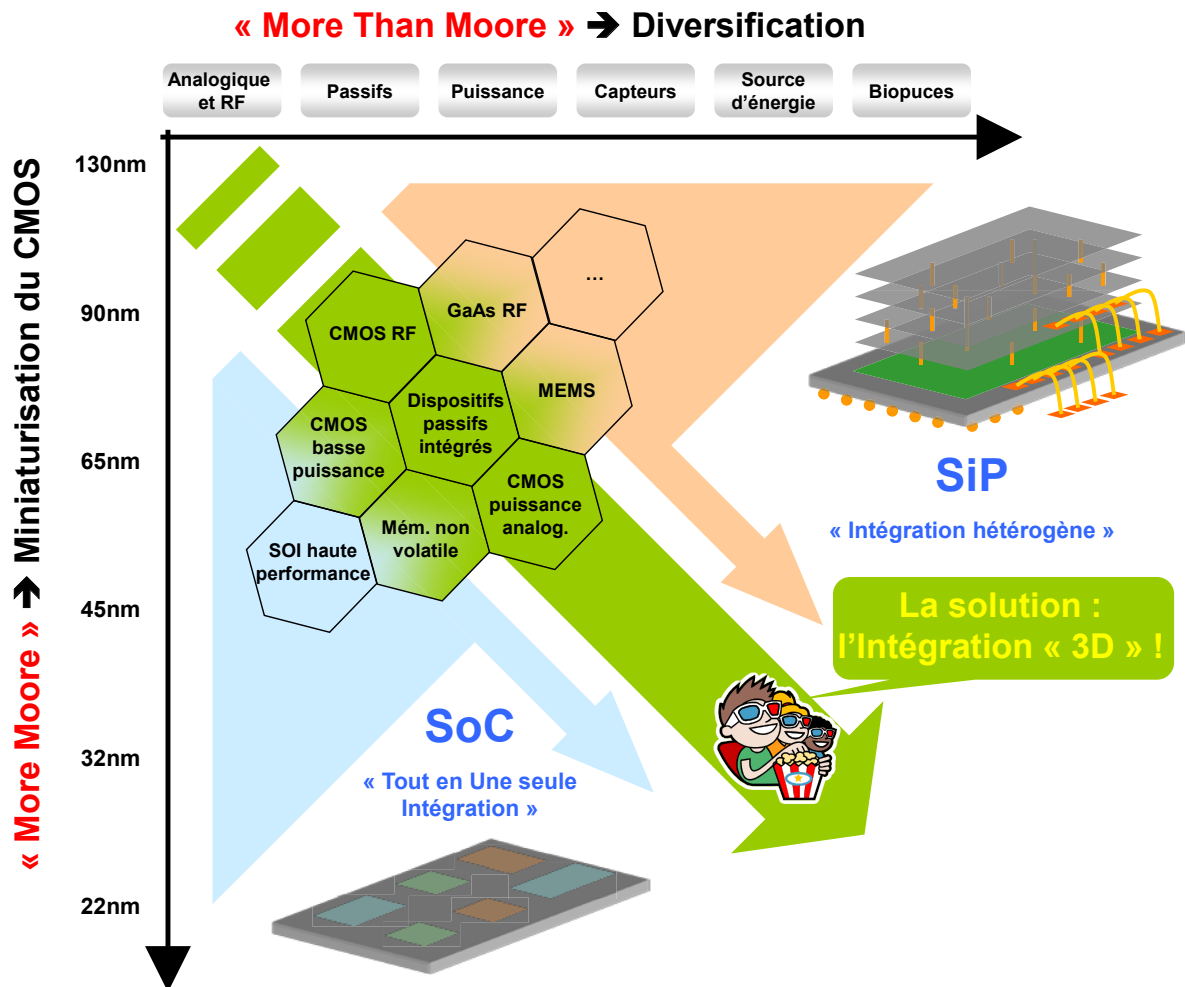 « More Than Moore » ➔ Diversification
Analogique
et RF
Passifs
Puissance
Capteurs
Source
d'énergie
Biopuces
« More Moore » ➔ Miniaturisation du CMOS
130nm
90nm
65nm
45nm
32nm
22nm
CMOS RF
GaAs RF
...
CMOS
basse
puissance
Dispositifs
passifs
intégrés
MEMS
SOI haute
performance
Mém. non
volatile
CMOS
puissance
analog.
SiP
« Intégration hétérogène »
La solution :
l'Intégration « 3D » !
SoC
« Tout en Une seule
Intégration »